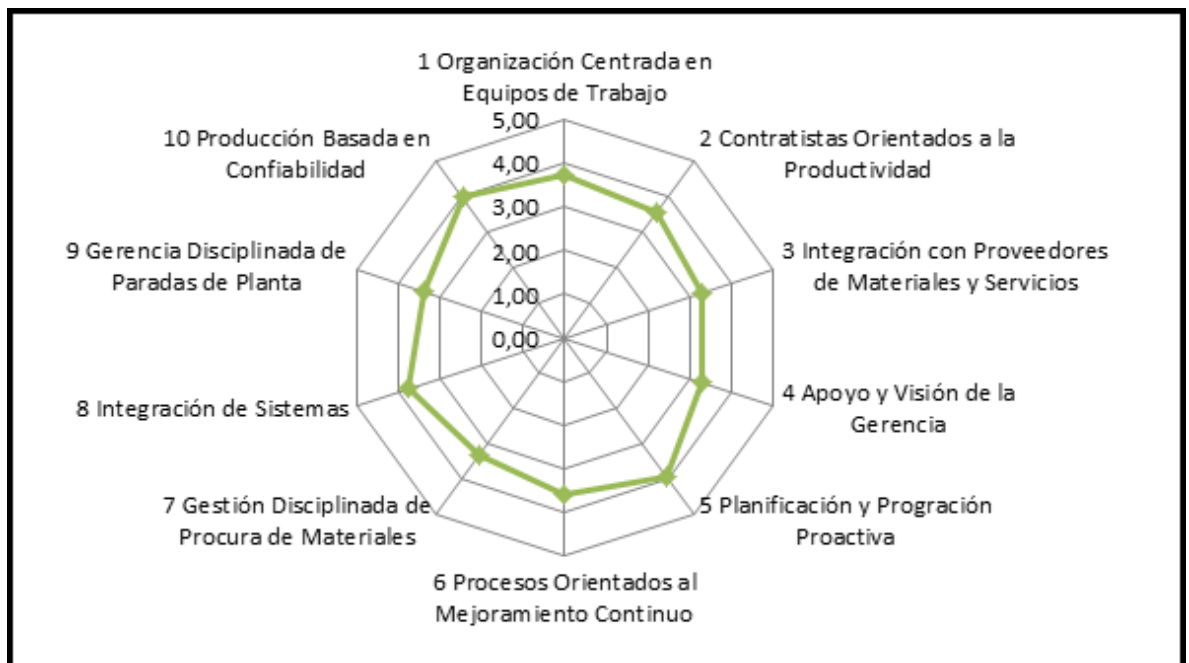 1 Organización Centrada en
Equipos de Trabajo
5,00
4,00
3,00
2,00
1,00
0,00
2 Contratistas Orientados a la
Productividad
3 Integración con Proveedores
de Materiales y Servicios
4 Apoyo y Visión de la
Gerencia
5 Planificación y Progración
Proactiva
6 Procesos Orientados al
Mejoramiento Continuo
7 Gestión Disciplinada de
Procura de Materiales
8 Integración de Sistemas
9 Gerencia Disciplinada de
Paradas de Planta
10 Producción Basada en
Confiabilidad